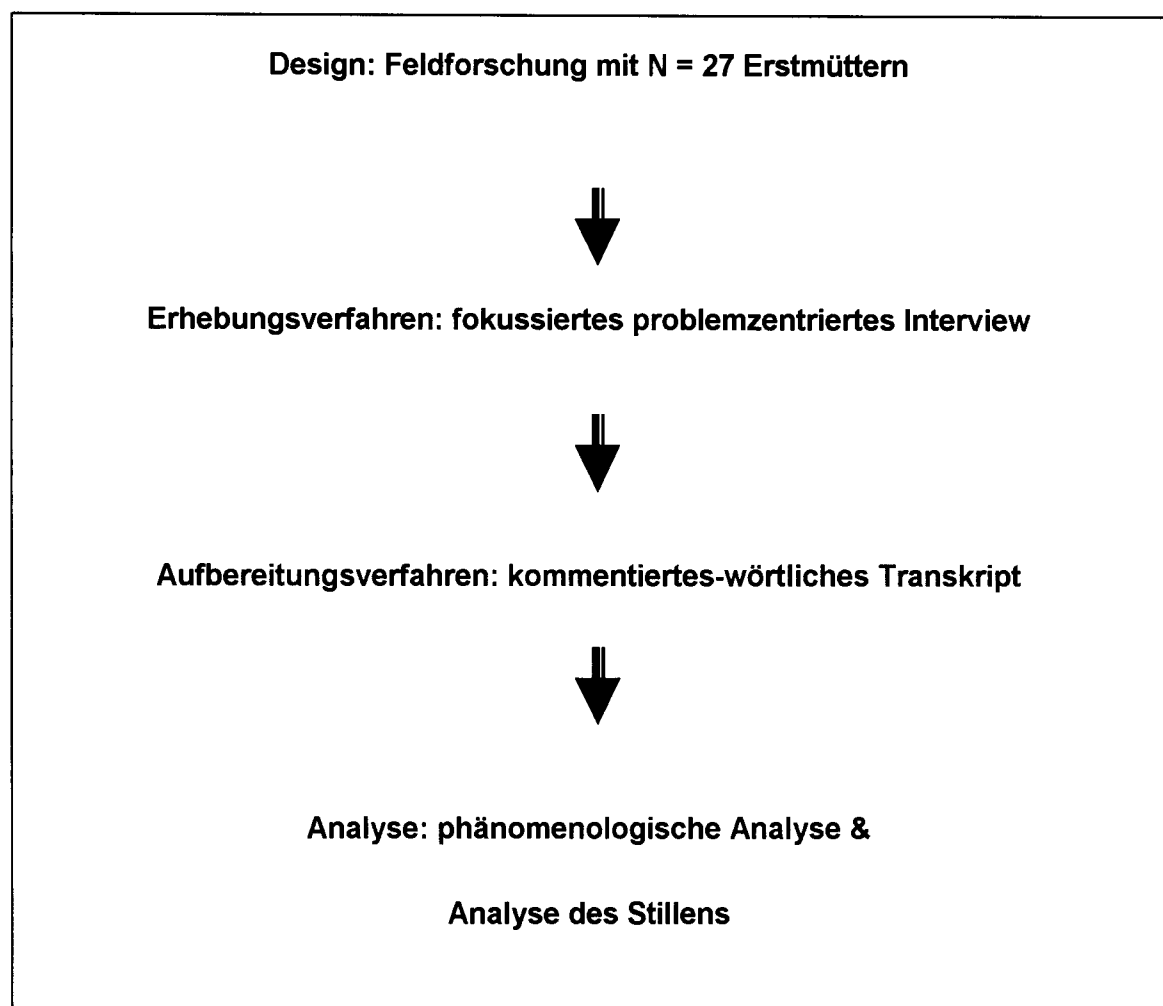 Design: Feldforschung mit N = 27 Erstmüttern
Erhebungsverfahren: fokussiertes problemzentriertes Interview
Aufbereitungsverfahren: kommentiertes-wörtliches Transkript
Analyse: phänomenologische Analyse &
Analyse des Stillens